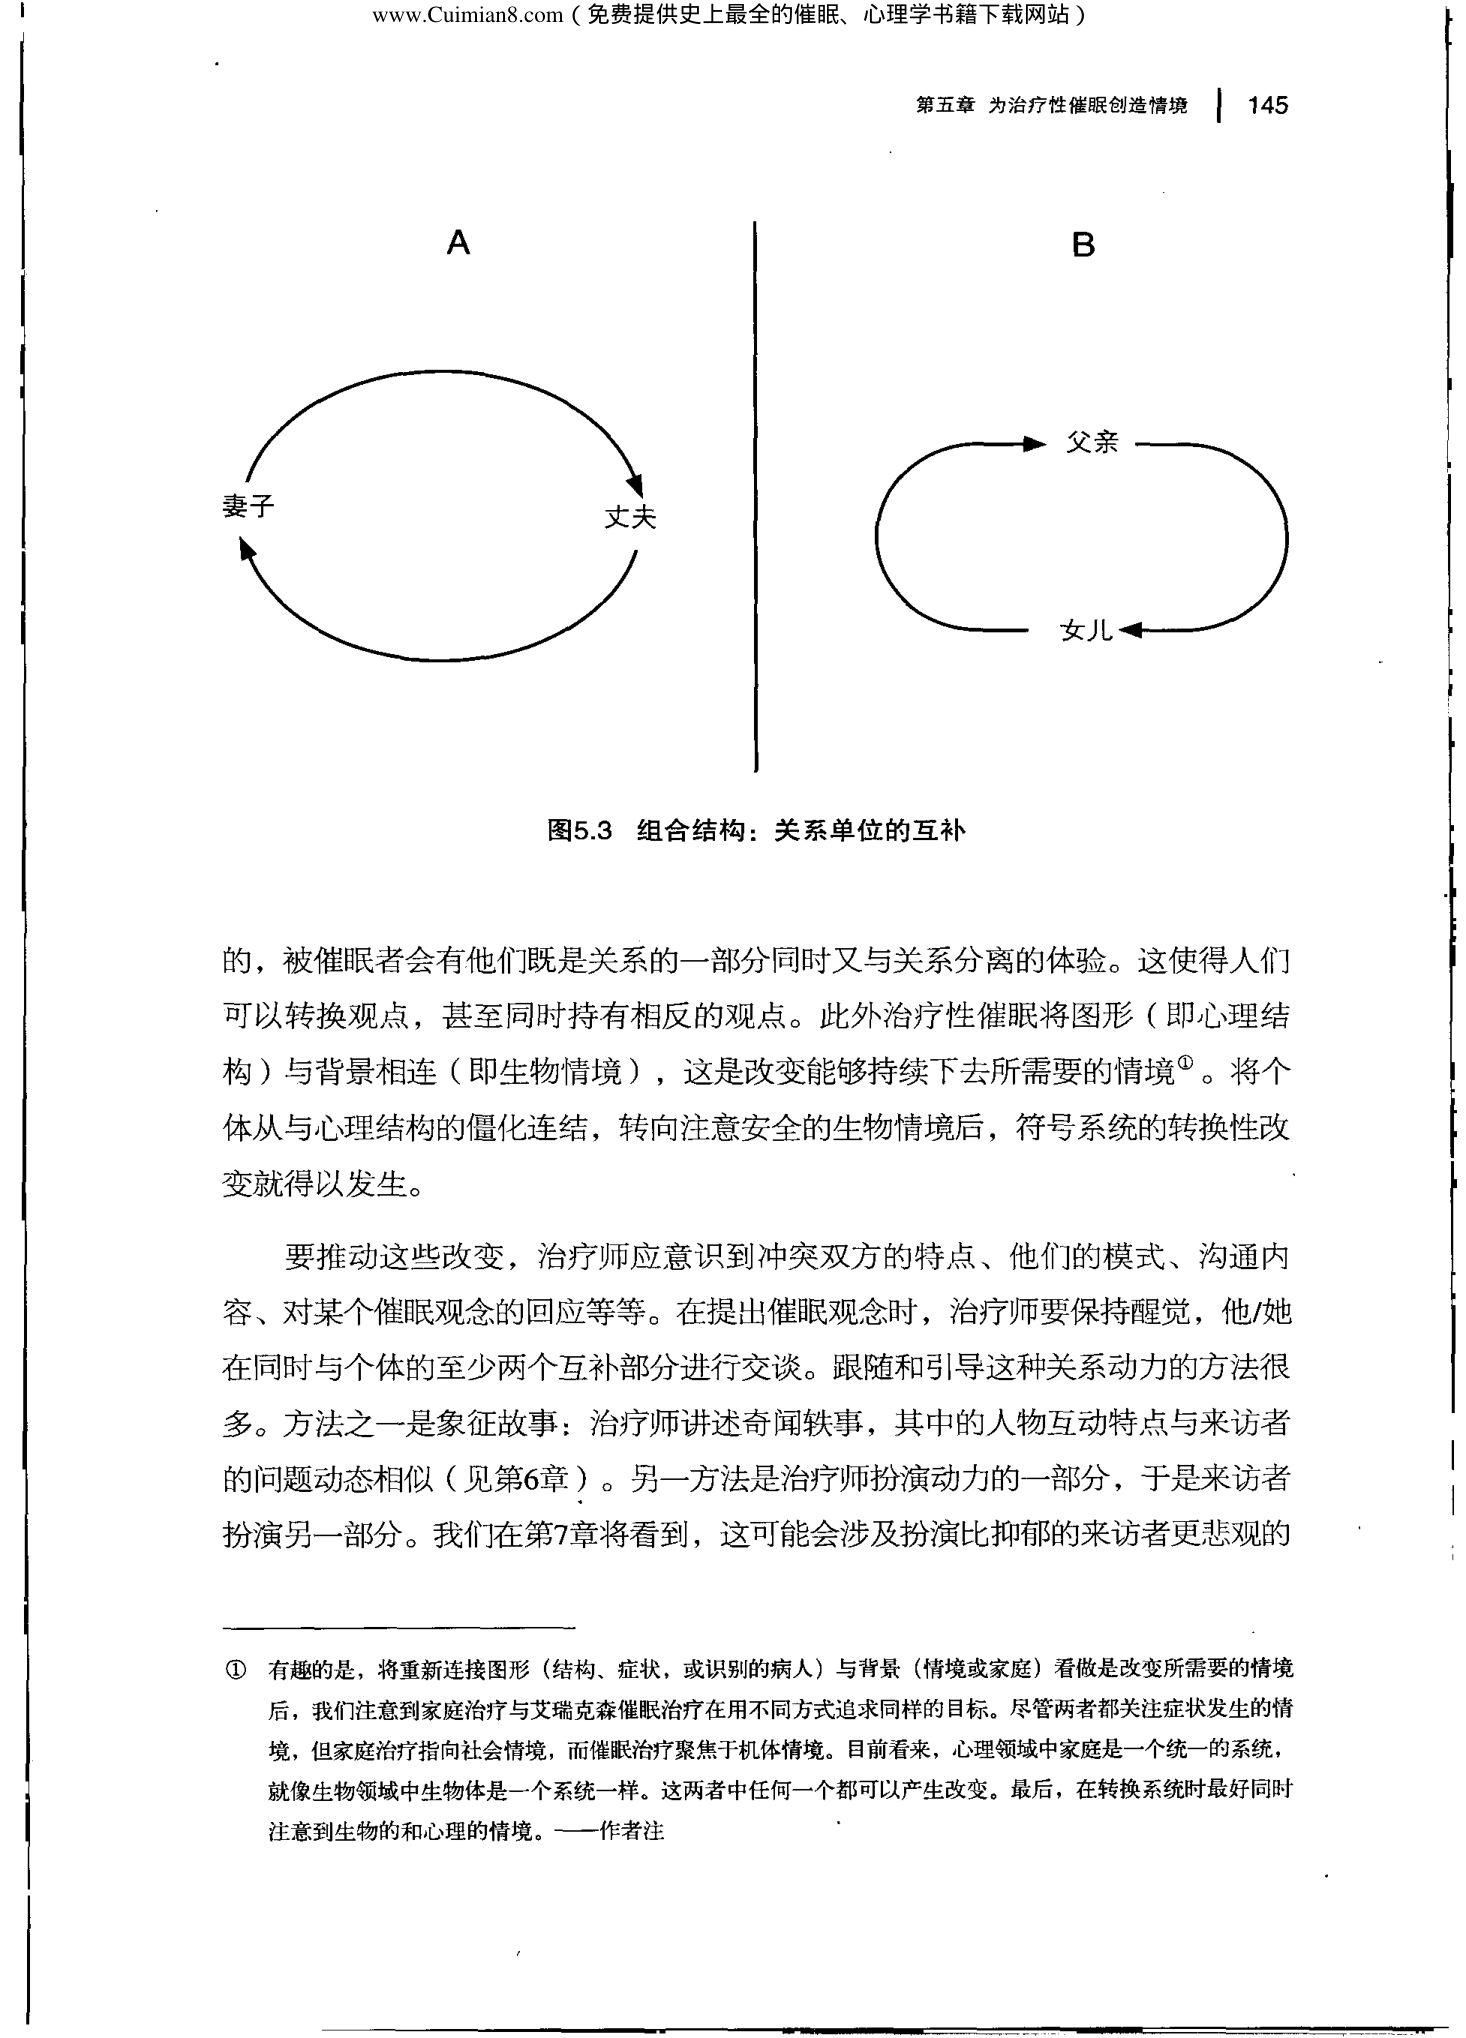 www.Cuimian8.com（免费提供史上最全的催眠、心理学书籍下载网站）
第五章 为治疗性催眠创造情境 145
A
B
父亲
妻子
丈夫
女儿
图5.3 组合结构：关系单位的互补
的，被催眠者会有他们既是关系的一部分同时又与关系分离的体验。这使得人们
可以转换观点，甚至同时持有相反的观点。此外治疗性催眠将图形（即心理结
构）与背景相连（即生物情境），这是改变能够持续下去所需要的情境①。将个
体从与心理结构的僵化连结，转向注意安全的生物情境后，符号系统的转换性改
变就得以发生。
要推动这些改变，治疗师应意识到冲突双方的特点、他们的模式、沟通内
容、对某个催眠观念的回应等等。在提出催眠观念时，治疗师要保持醒觉，他/她
在同时与个体的至少两个互补部分进行交谈。跟随和引导这种关系动力的方法很
多。方法之一是象征故事：治疗师讲述奇闻轶事，其中的人物互动特点与来访者
的问题动态相似（见第6章）。另一方法是治疗师扮演动力的一部分，于是来访者
扮演另一部分。我们在第7章将看到，这可能会涉及扮演比抑郁的来访者更悲观的
① 有趣的是，将重新连接图形（结构、症状，或识别的病人）与背景（情境或家庭）看做是改变所需要的情境
后，我们注意到家庭治疗与艾瑞克森催眠治疗在用不同方式追求同样的目标。尽管两者都关注症状发生的情
境，但家庭治疗指向社会情境，而催眠治疗聚焦于机体情境。目前看来，心理领域中家庭是一个统一的系统，
就像生物领域中生物体是一个系统一样。这两者中任何一个都可以产生改变。最后，在转换系统时最好同时
注意到生物的和心理的情境。——作者注